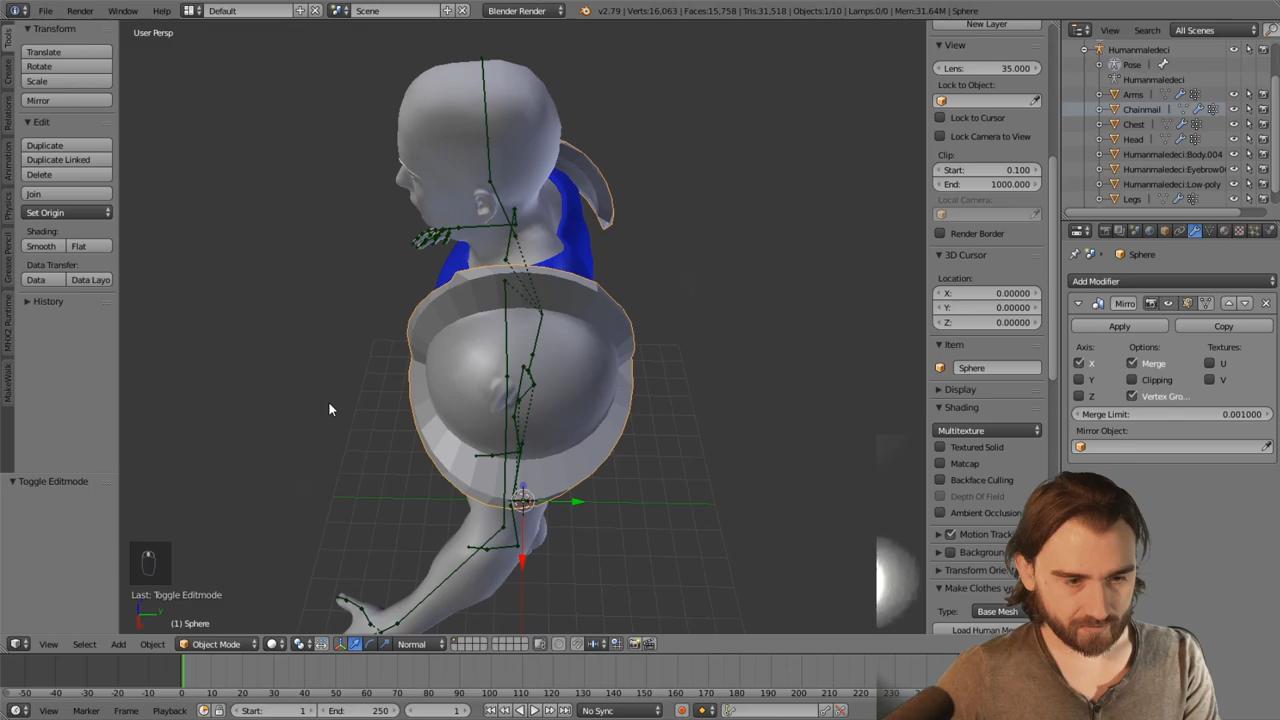 File Render Window Help Default Scene Blender Render v2.79 | Verts:16,063 | Faces:15,758 | Tris:31,518 | Objects:1/10 | Lamps:0/0 | Mem:31.64M | Sphere
Transform
Translate
Rotate
Scale
Mirror
Edit
Duplicate
Duplicate Linked
Delete
Join
Set Origin
Shading:
Smooth Flat
Data Transfer:
Data Data Layo
History
Toggle Editmode
Tools
Create
Relations
Animation
Physics
Grease Pencil
MHX2 Runtime
MakeWalk
User Persp
Last: Toggle Editmode
(1) Sphere
New Layer
View
Lens: 35.000
Lock to Object:
Lock to Cursor
Lock Camera to View
Clip:
Start: 0.100
End: 1000.000
Local Camera:
Render Border
3D Cursor
Location:
X: 0.00000
Y: 0.00000
Z: 0.00000
Item
Sphere
Display
Shading
Multitexture
Textured Solid
Matcap
Backface Culling
Depth Of Field
Ambient Occlusion
Motion Track
Background
Transform Orie
Make Clothes v
Type: Base Mesh
Load Human Me
View Search All Scenes
Humanmaledeci
Pose
Humanmaledeci
Arms
Chainmail
Chest
Head
Humanmaledeci:Body.004
Humanmaledeci:Eyebrow0
Humanmaledeci:Low-poly
Legs
Sphere
Add Modifier
Mirro
Apply Copy
Axis: Options: Textures:
X Merge U
Y Clipping V
Z Vertex Gro...
Merge Limit: 0.001000
Mirror Object:
View Select Add Object Object Mode Normal
-50 -40 -30 -20 -10 0 10 20 30 40 50 60 70 80 90 100 110 120 130 140 150 160 170 180 190 200 210 220 230
View Marker Frame Playback Start: 1 End: 250 1 No Sync